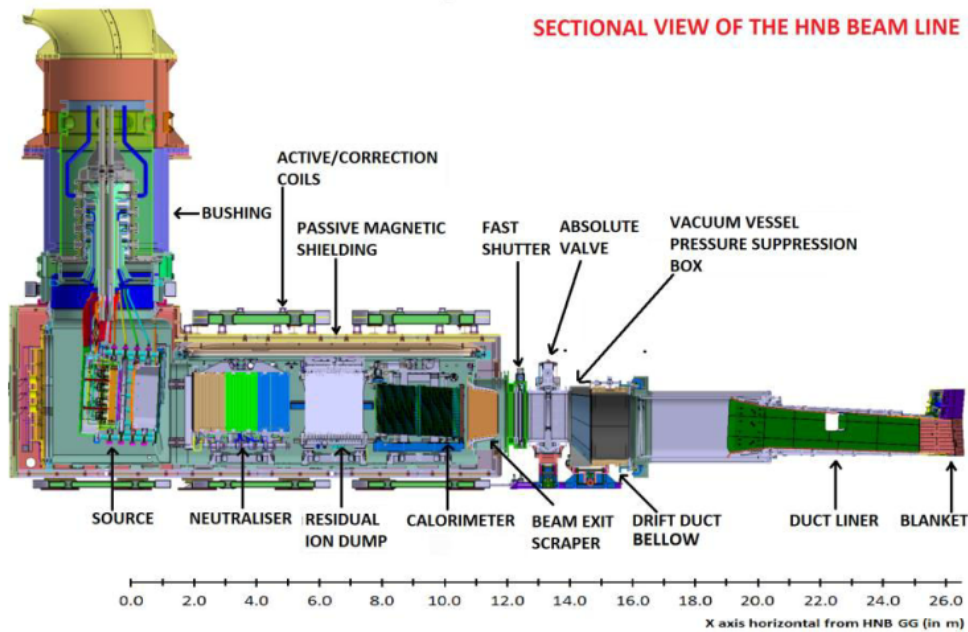 SECTIONAL VIEW OF THE HNB BEAM LINE
ACTIVE/CORRECTION
COILS
BUSHING
PASSIVE MAGNETIC
SHIELDING
FAST
SHUTTER
ABSOLUTE
VALVE
VACUUM VESSEL
PRESSURE SUPPRESSION
BOX
SOURCE
NEUTRALISER
RESIDUAL
ION DUMP
CALORIMETER
BEAM EXIT
SCRAPER
DRIFT DUCT
BELLOW
DUCT LINER
BLANKET
0.0 2.0 4.0 6.0 8.0 10.0 12.0 14.0 16.0 18.0 20.0 22.0 24.0 26.0
X axis horizontal from HNB GG (in m)